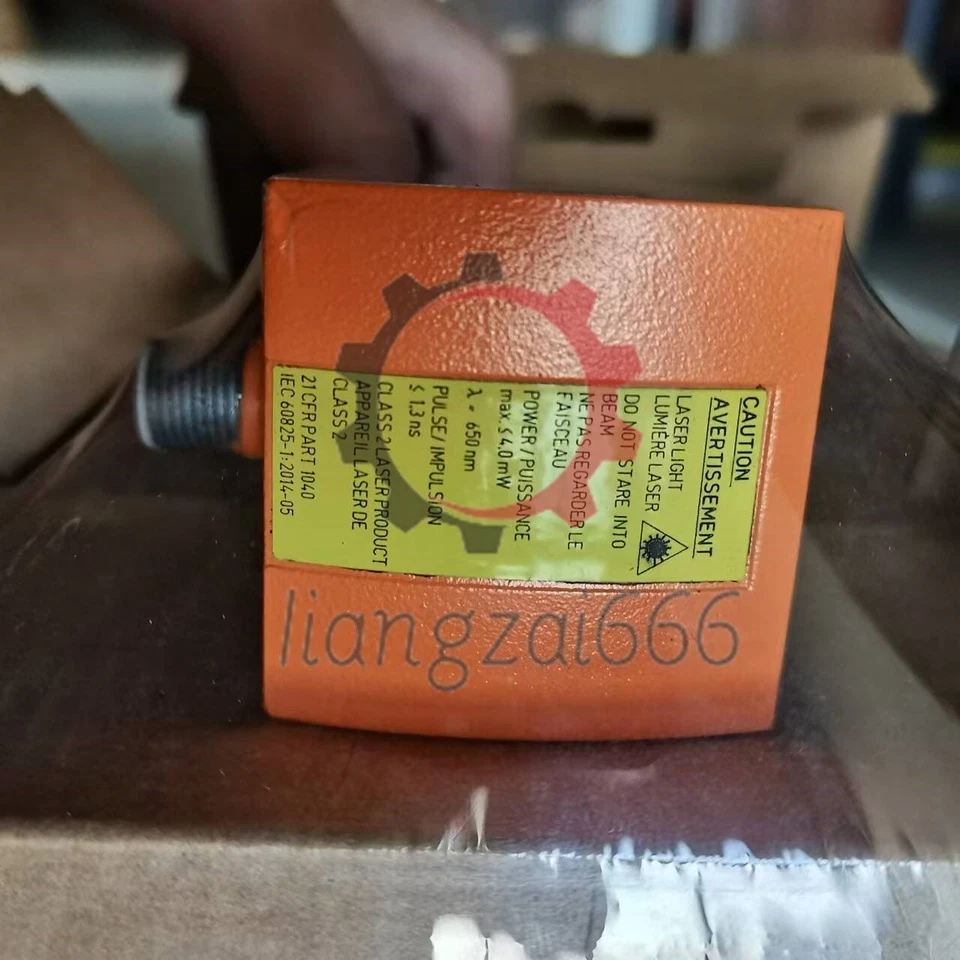 CAUTION
AVERTISSEMENT
LASER LIGHT
LUMIÈRE LASER
DO NOT STARE INTO
BEAM
NE PAS REGARDER LE
FAISCEAU
POWER / PUISSANCE
max. ≤ 4.0 mW
λ = 650 nm
PULSE / IMPULSION
≤ 1.3 ns
CLASS 2 LASER PRODUCT
APPAREIL LASER DE
CLASS 2
21 CFR PART 1040
IEC 60825-1: 2014-05
liangzai666